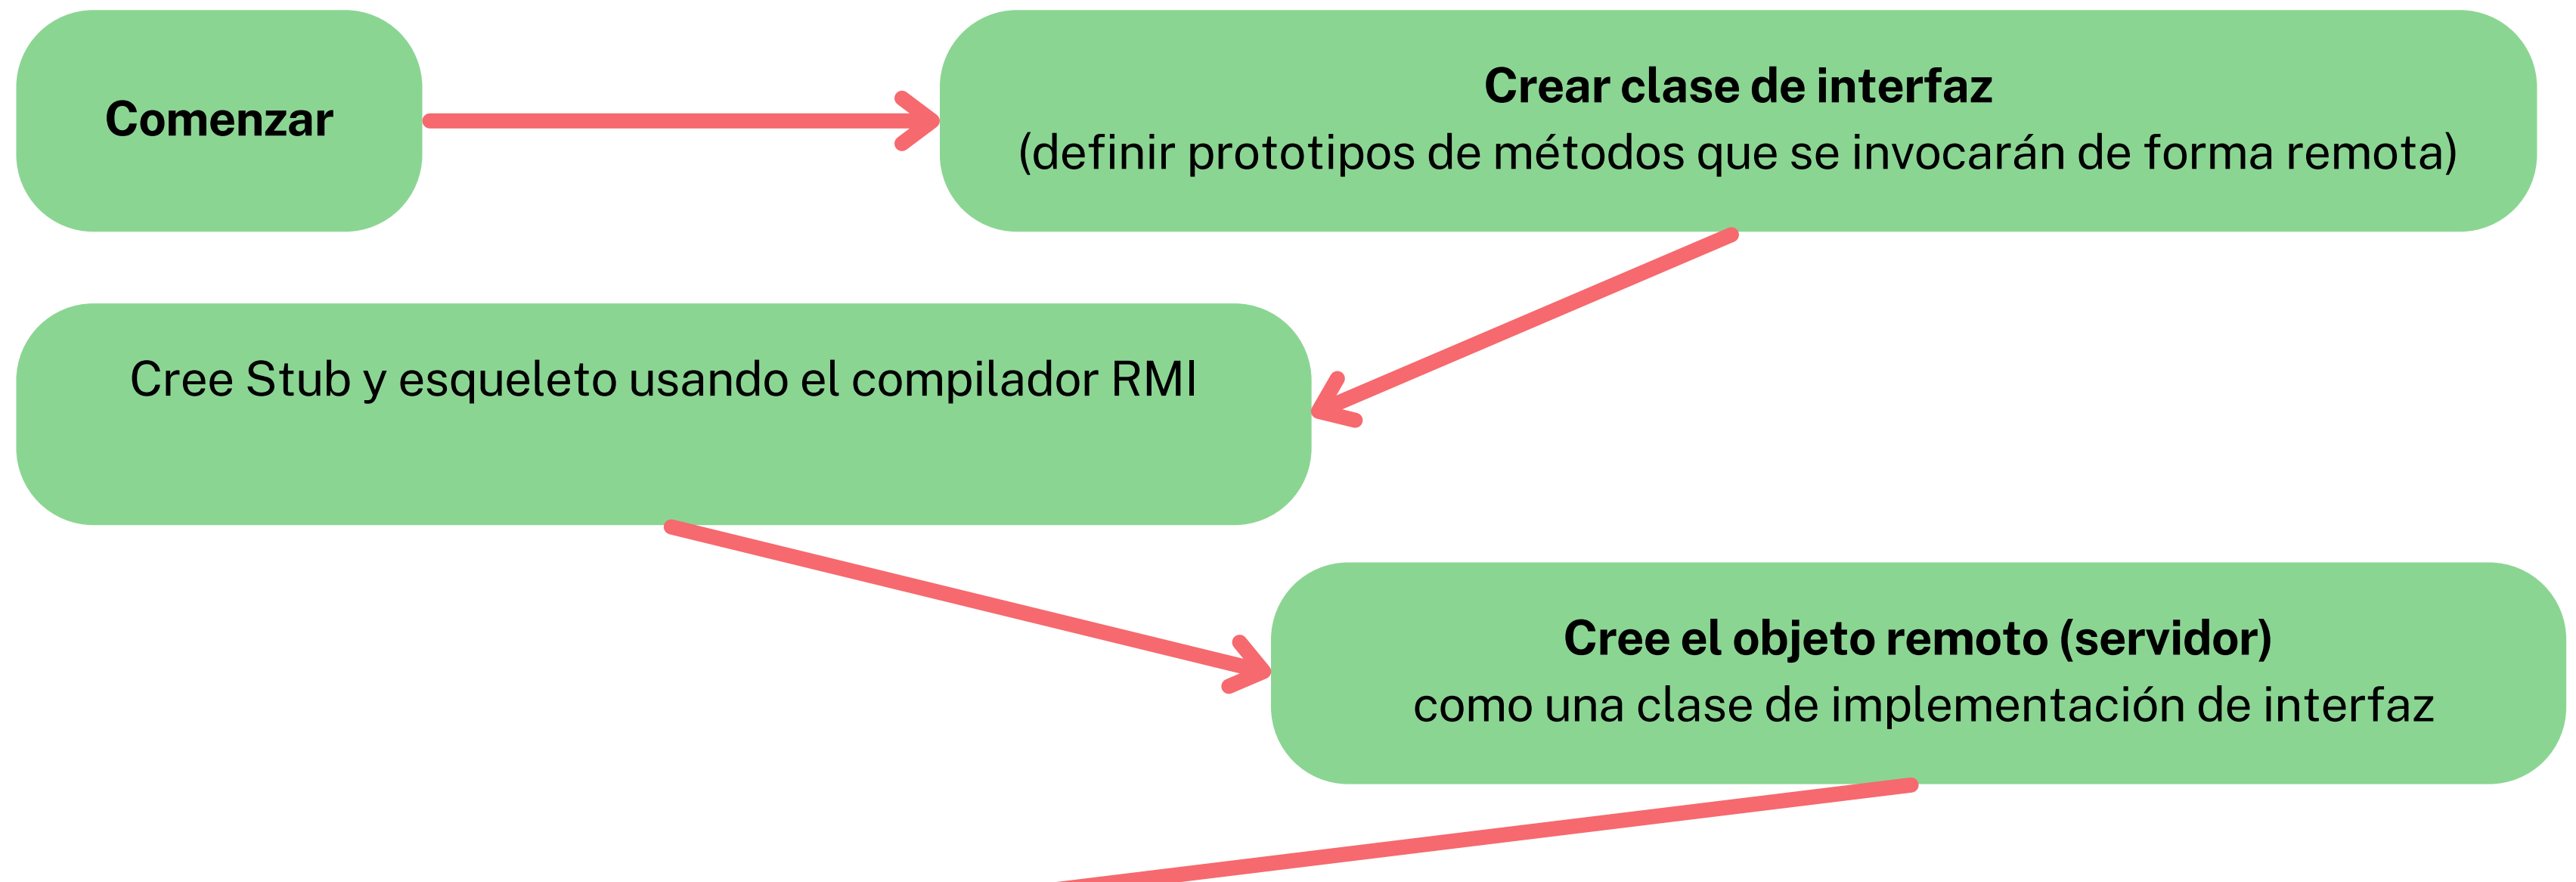 Comenzar
Crear clase de interfaz
(definir prototipos de métodos que se invocarán de forma remota)
Cree Stub y esqueleto usando el compilador RMI
Cree el objeto remoto (servidor)
como una clase de implementación de interfaz